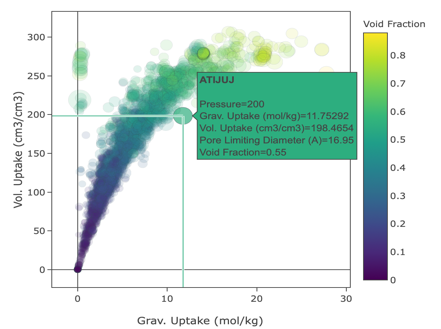 Void Fraction
300
250
200
150
100
50
0
Vol. Uptake (cm3/cm3)
ATIJUJ
Pressure=200
Grav. Uptake (mol/kg)=11.75292
Vol. Uptake (cm3/cm3)=198.4654
Pore Limiting Diameter (A)=16.95
Void Fraction=0.55
0.8
0.7
0.6
0.5
0.4
0.3
0.2
0.1
0
0
10
20
30
Grav. Uptake (mol/kg)